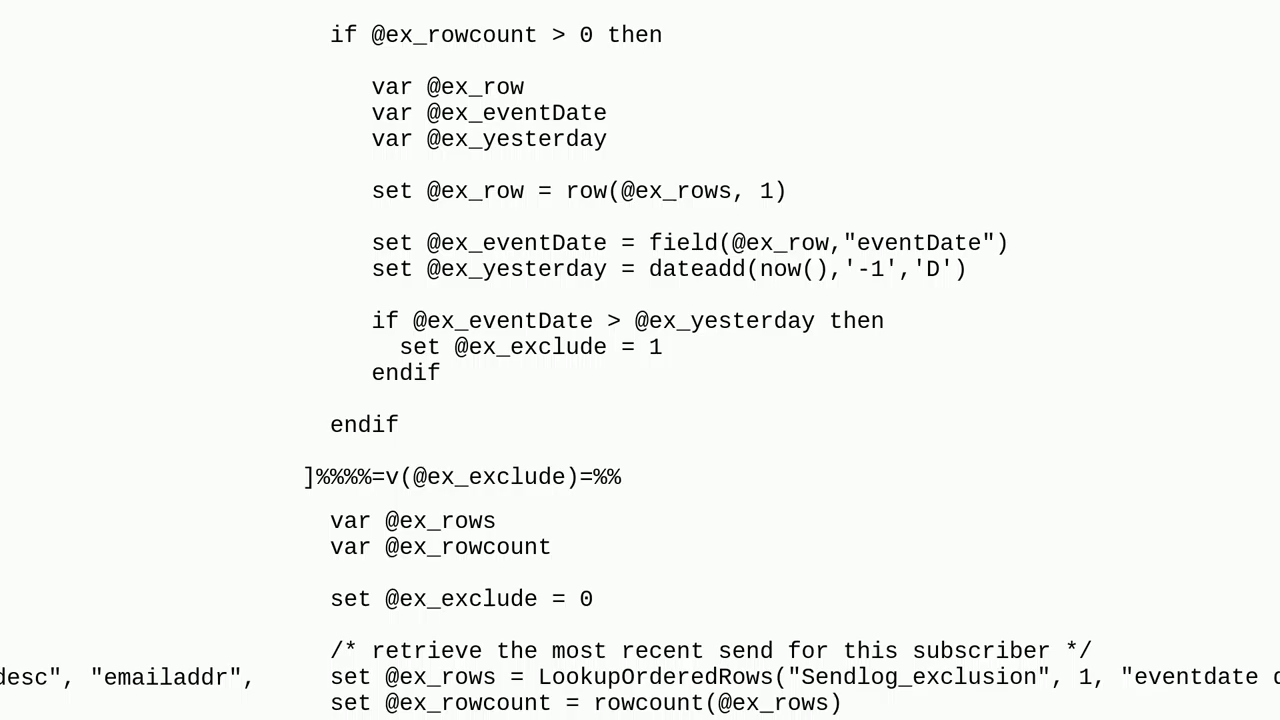 if @ex_rowcount > 0 then
var @ex_row
var @ex_eventDate
var @ex_yesterday
set @ex_row = row(@ex_rows, 1)
set @ex_eventDate = field(@ex_row,"eventDate")
set @ex_yesterday = dateadd(now(),'-1','D')
if @ex_eventDate > @ex_yesterday then
set @ex_exclude = 1
endif
endif
]%%%%=v(@ex_exclude)=%%
var @ex_rows
var @ex_rowcount
set @ex_exclude = 0
/* retrieve the most recent send for this subscriber */
desc", "emailaddr", set @ex_rows = LookupOrderedRows("Sendlog_exclusion", 1, "eventdate
set @ex_rowcount = rowcount(@ex_rows)